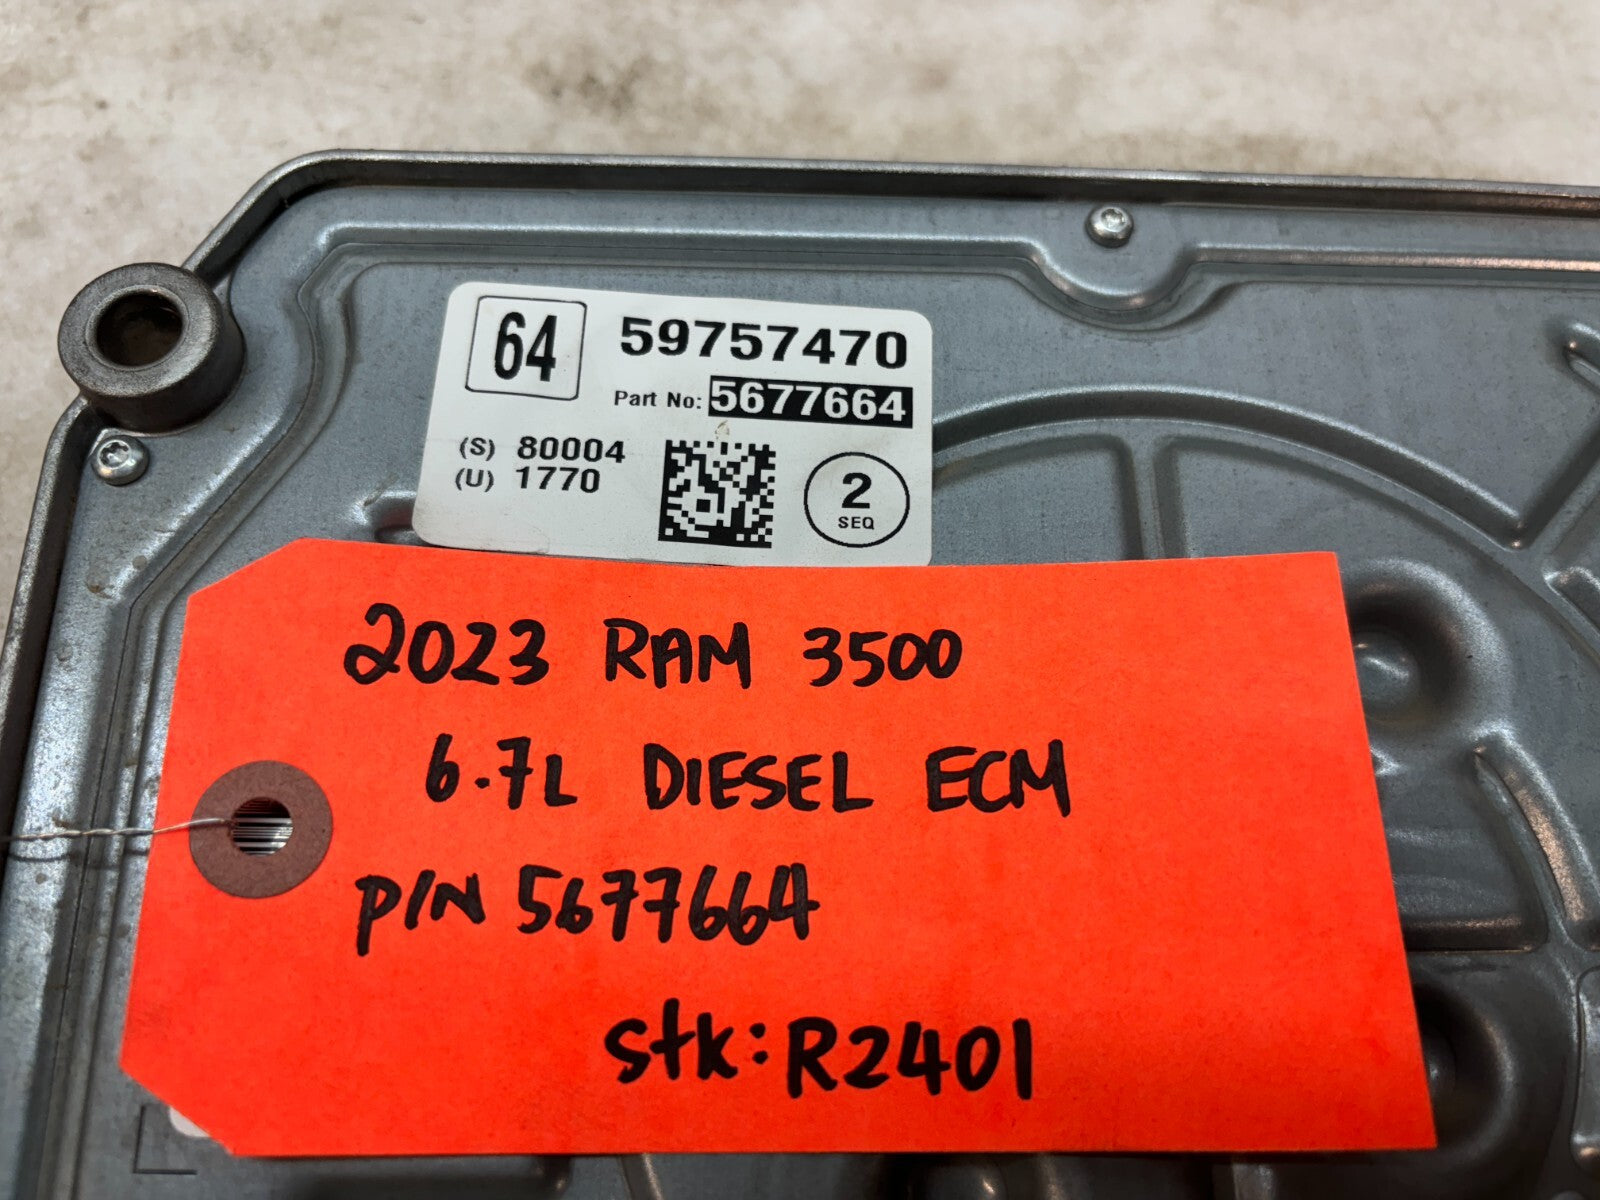 64
59757470
Part No: 5677664
(S) 80004
(U) 1770
2
SEQ
2023 RAM 3500
6.7L DIESEL ECM
P/N 5677664
stk: R2401